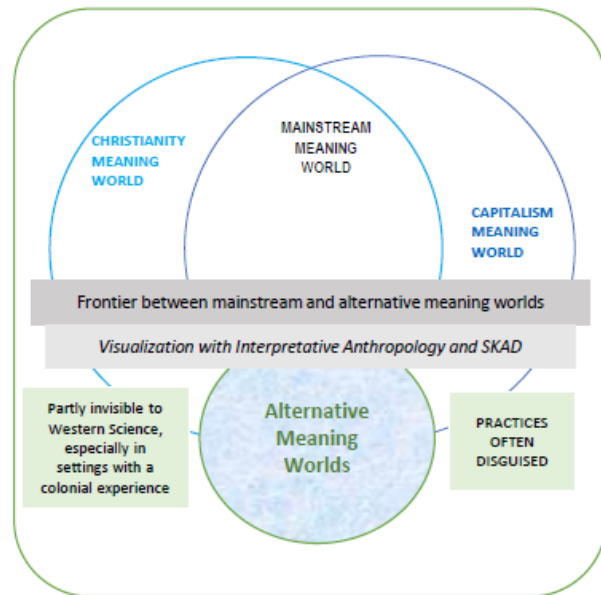 CHRISTIANITY
MEANING
WORLD
MAINSTREAM
MEANING
WORLD
CAPITALISM
MEANING
WORLD
Frontier between mainstream and alternative meaning worlds
Visualization with Interpretative Anthropology and SKAD
Partly invisible to
Western Science,
especially in
settings with a
colonial experience
Alternative
Meaning
Worlds
PRACTICES
OFTEN
DISGUISED